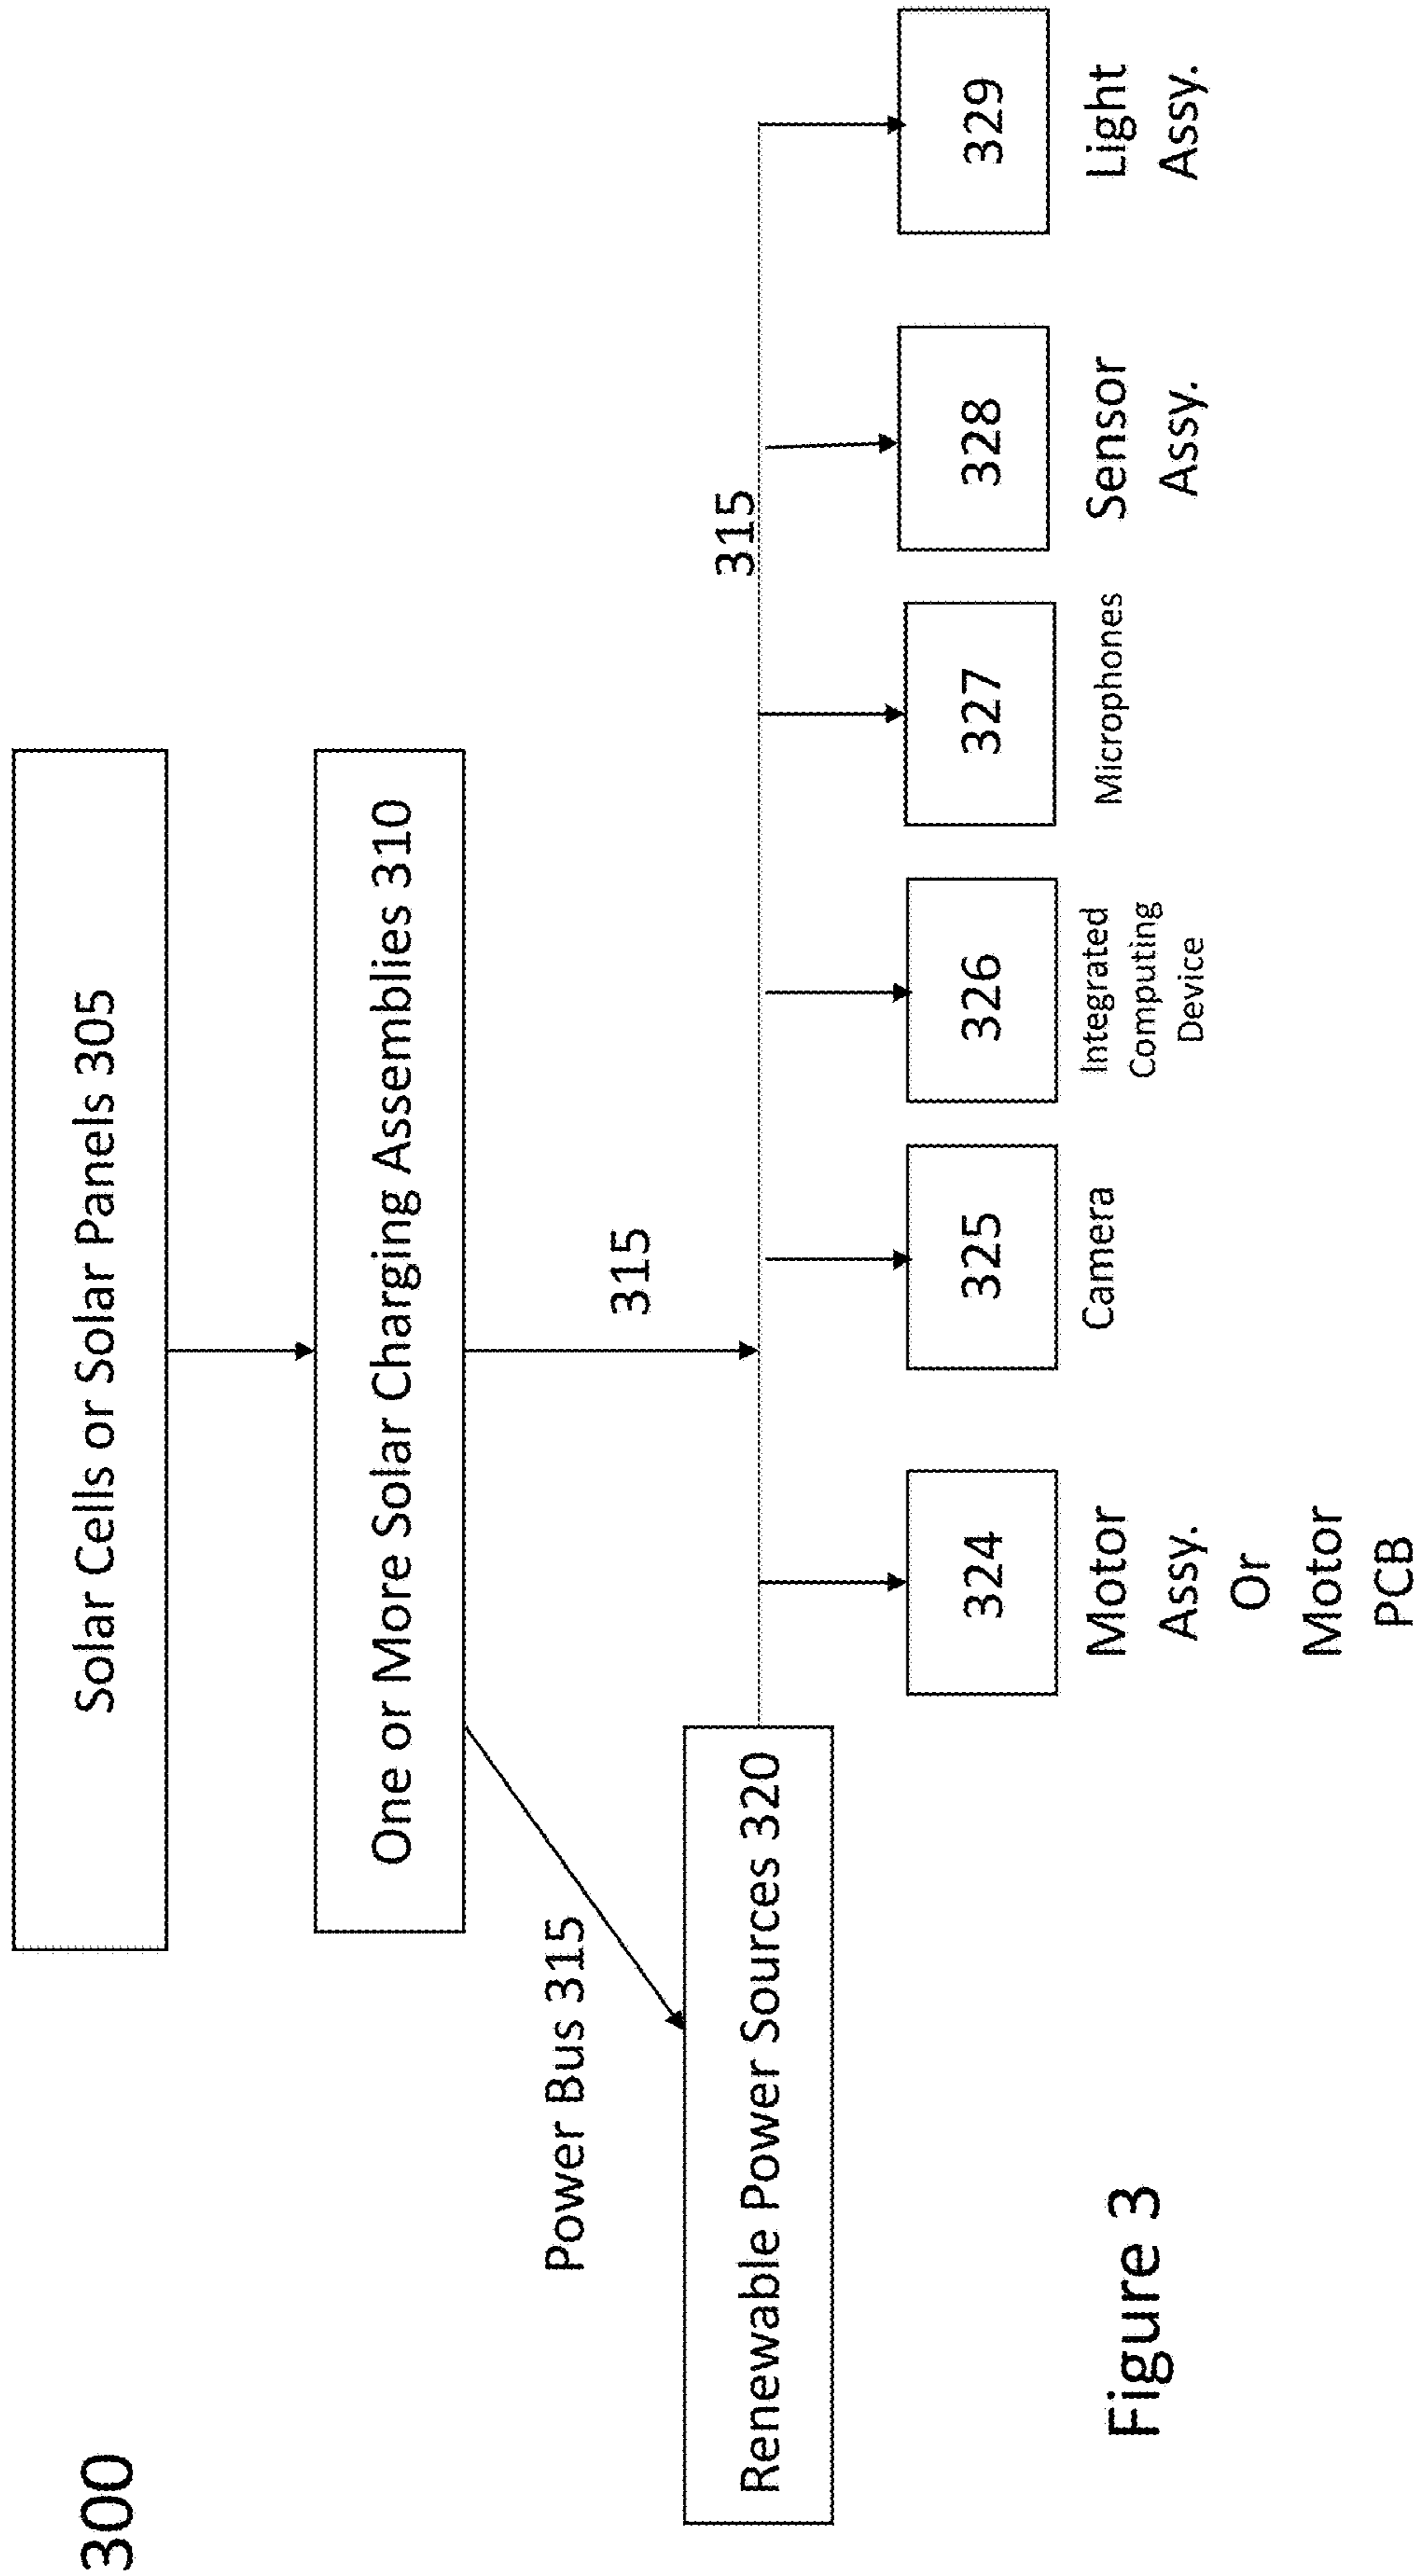 300
Solar Cells or Solar Panels 305
One or More Solar Charging Assemblies 310
Power Bus 315
315
315
Renewable Power Sources 320
324
Motor
Assy.
Or
Motor
PCB
325
Camera
326
Integrated
Computing
Device
327
Microphones
328
Sensor
Assy.
329
Light
Assy.
Figure 3